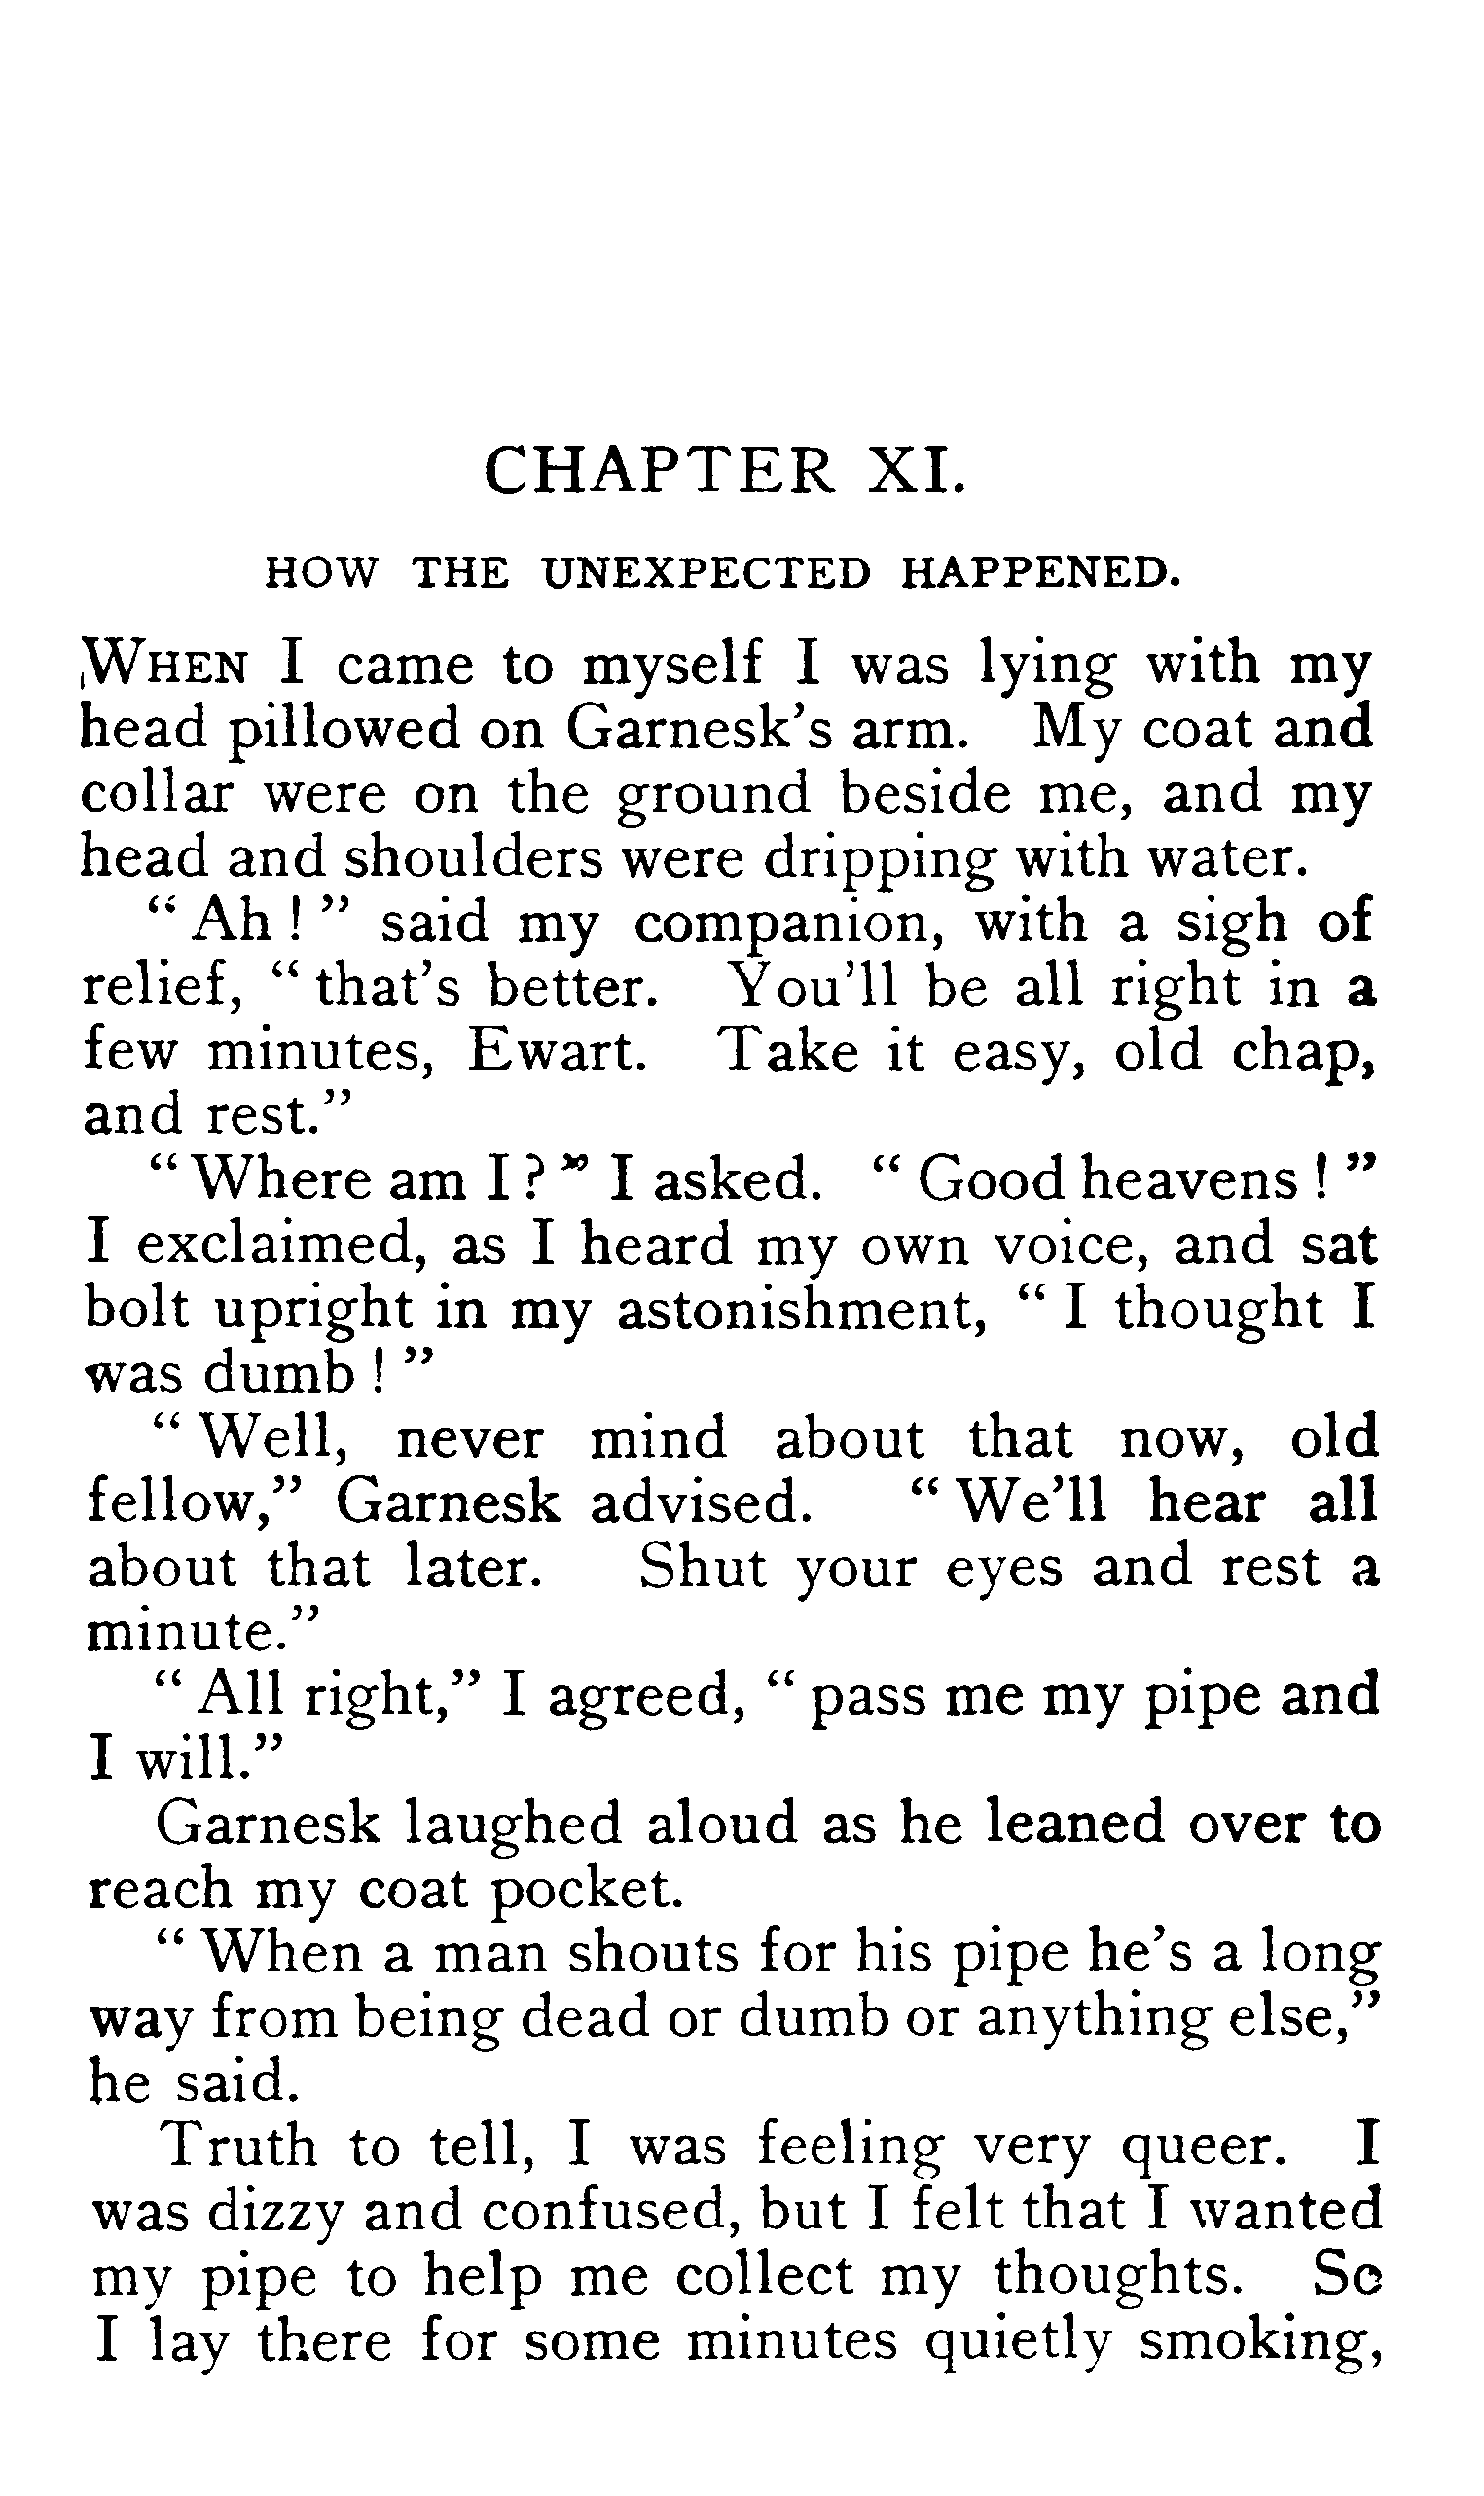 CHAPTER XI.
HOW THE UNEXPECTED HAPPENED.
WHEN I came to myself I was lying with my
head pillowed on Garnesk's arm. My coat and
collar were on the ground beside me, and my
head and shoulders were dripping with water.
"Ah!" said my companion, with a sigh of
relief, "that's better. You'll be all right in a
few minutes, Ewart. Take it easy, old chap,
and rest."
"Where am I?" I asked. "Good heavens!"
I exclaimed, as I heard my own voice, and sat
bolt upright in my astonishment, "I thought I
was dumb!"
"Well, never mind about that now, old
fellow," Garnesk advised. "We'll hear all
about that later. Shut your eyes and rest a
minute."
"All right," I agreed, "pass me my pipe and
I will."
Garnesk laughed aloud as he leaned over to
reach my coat pocket.
"When a man shouts for his pipe he's a long
way from being dead or dumb or anything else,"
he said.
Truth to tell, I was feeling very queer. I
was dizzy and confused, but I felt that I wanted
my pipe to help me collect my thoughts. So
I lay there for some minutes quietly smoking,